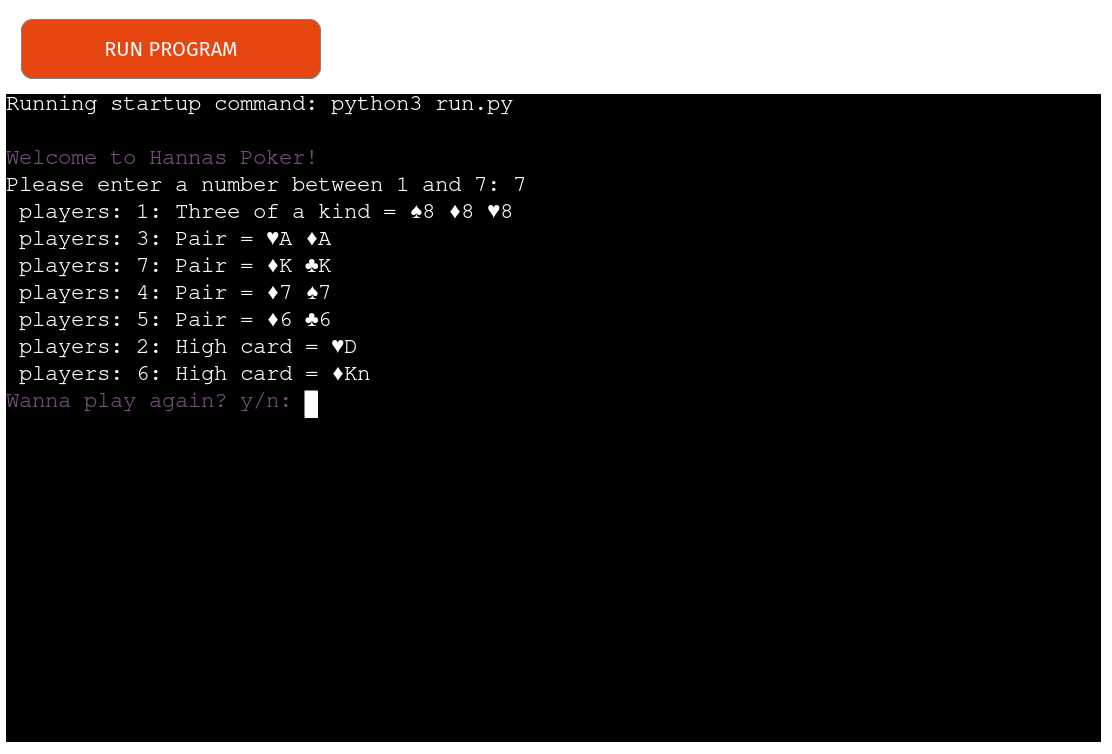 RUN PROGRAM
Running startup command: python3 run.py
Welcome to Hannas Poker!
Please enter a number between 1 and 7: 7
players: 1: Three of a kind = ♠8 ♦8 ♥8
players: 3: Pair = ♥A ♦A
players: 7: Pair = ♦K ♣K
players: 4: Pair = ♦7 ♠7
players: 5: Pair = ♦6 ♣6
players: 2: High card = ♥D
players: 6: High card = ♦Kn
Wanna play again? y/n: